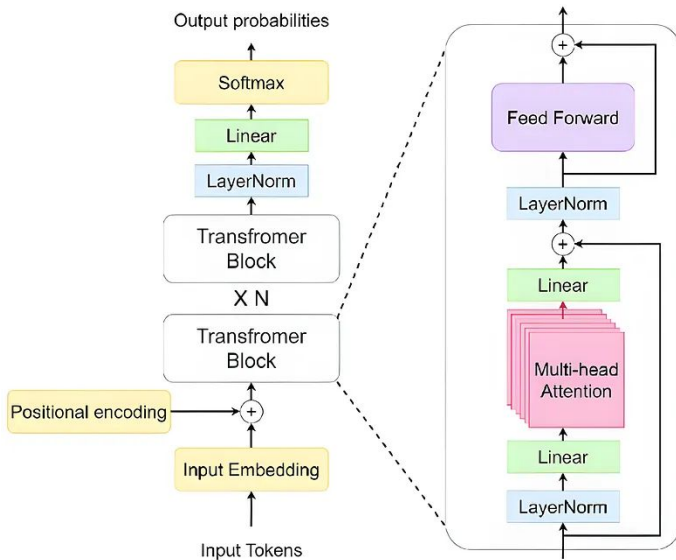 Output probabilities
Softmax
Linear
LayerNorm
Transfromer
Block
X N
Transfromer
Block
Positional encoding
+
Input Embedding
Input Tokens
+
Feed Forward
LayerNorm
+
Linear
Multi-head
Attention
Linear
LayerNorm